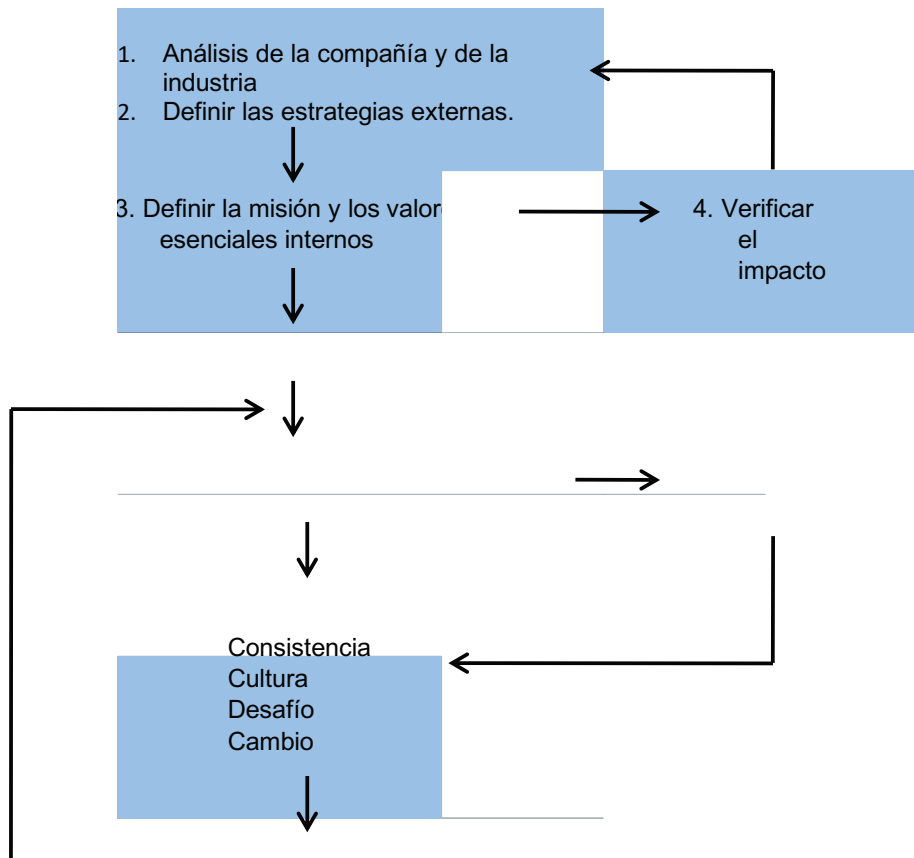 1. Análisis de la compañía y de la
industria
2. Definir las estrategias externas.
3. Definir la misión y los valor
esenciales internos
4. Verificar
el
impacto
Consistencia
Cultura
Desafío
Cambio